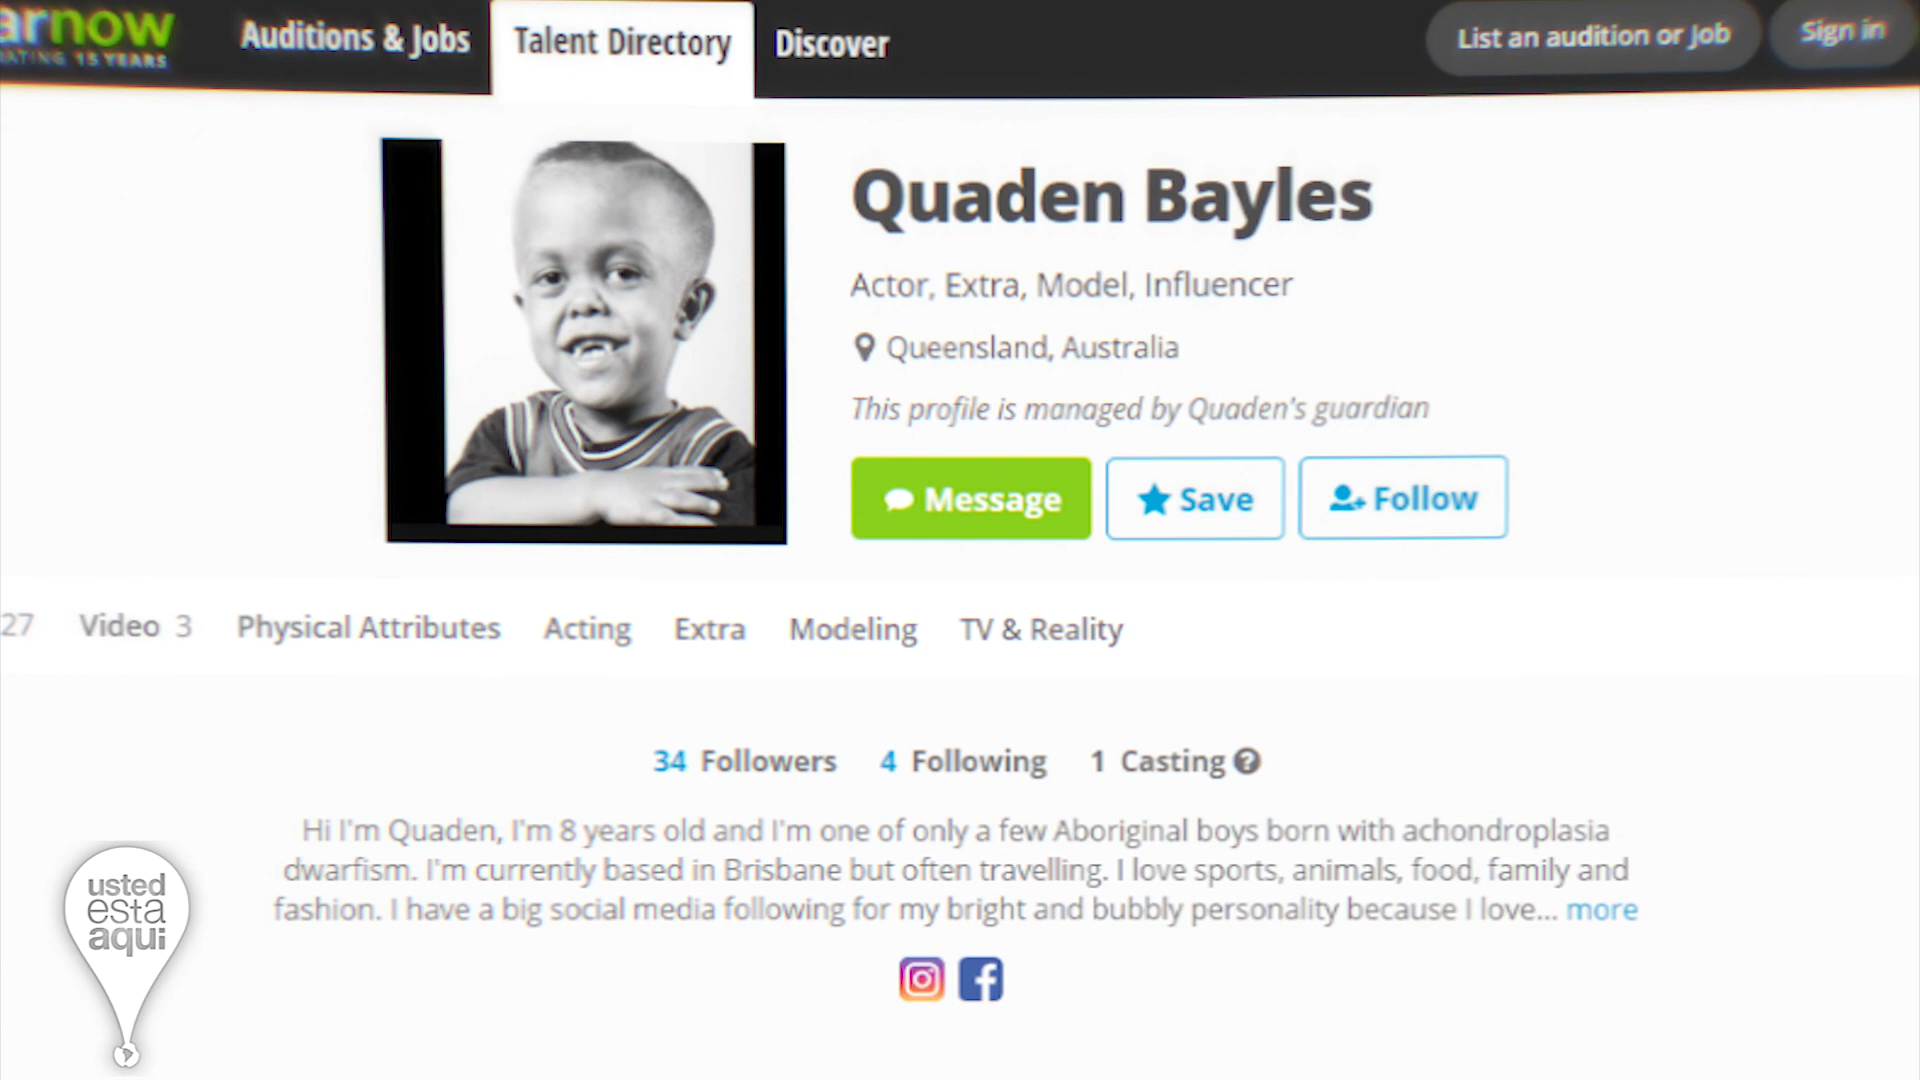 arnow
RATING 15 YEARS
Auditions & Jobs
Talent Directory
Discover
List an audition or Job
Sign in
Quaden Bayles
Actor, Extra, Model, Influencer
Queensland, Australia
This profile is managed by Quaden's guardian
Message
Save
Follow
27 Video 3 Physical Attributes Acting Extra Modeling TV & Reality
34 Followers 4 Following 1 Casting ?
Hi I'm Quaden, I'm 8 years old and I'm one of only a few Aboriginal boys born with achondroplasia
dwarfism. I'm currently based in Brisbane but often travelling. I love sports, animals, food, family and
fashion. I have a big social media following for my bright and bubbly personality because I love... more
usted
esta
aqui